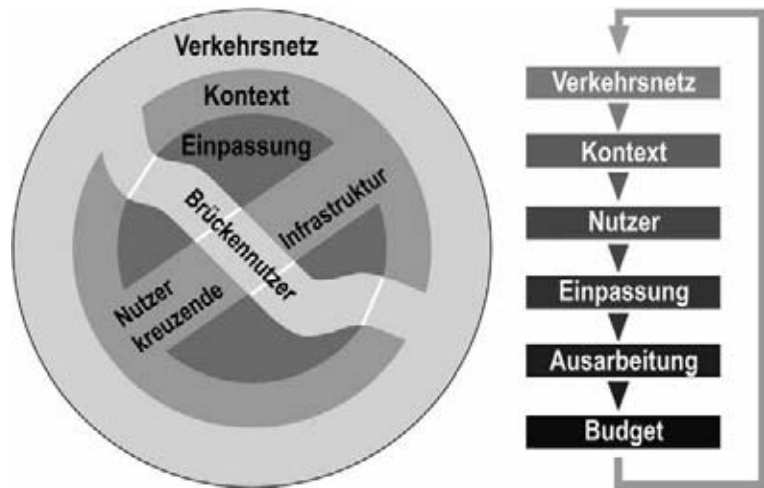 Verkehrsnetz
Kontext
Einpassung
Brückennutzer
Infrastruktur
Nutzer
kreuzende
Verkehrsnetz
Kontext
Nutzer
Einpassung
Ausarbeitung
Budget